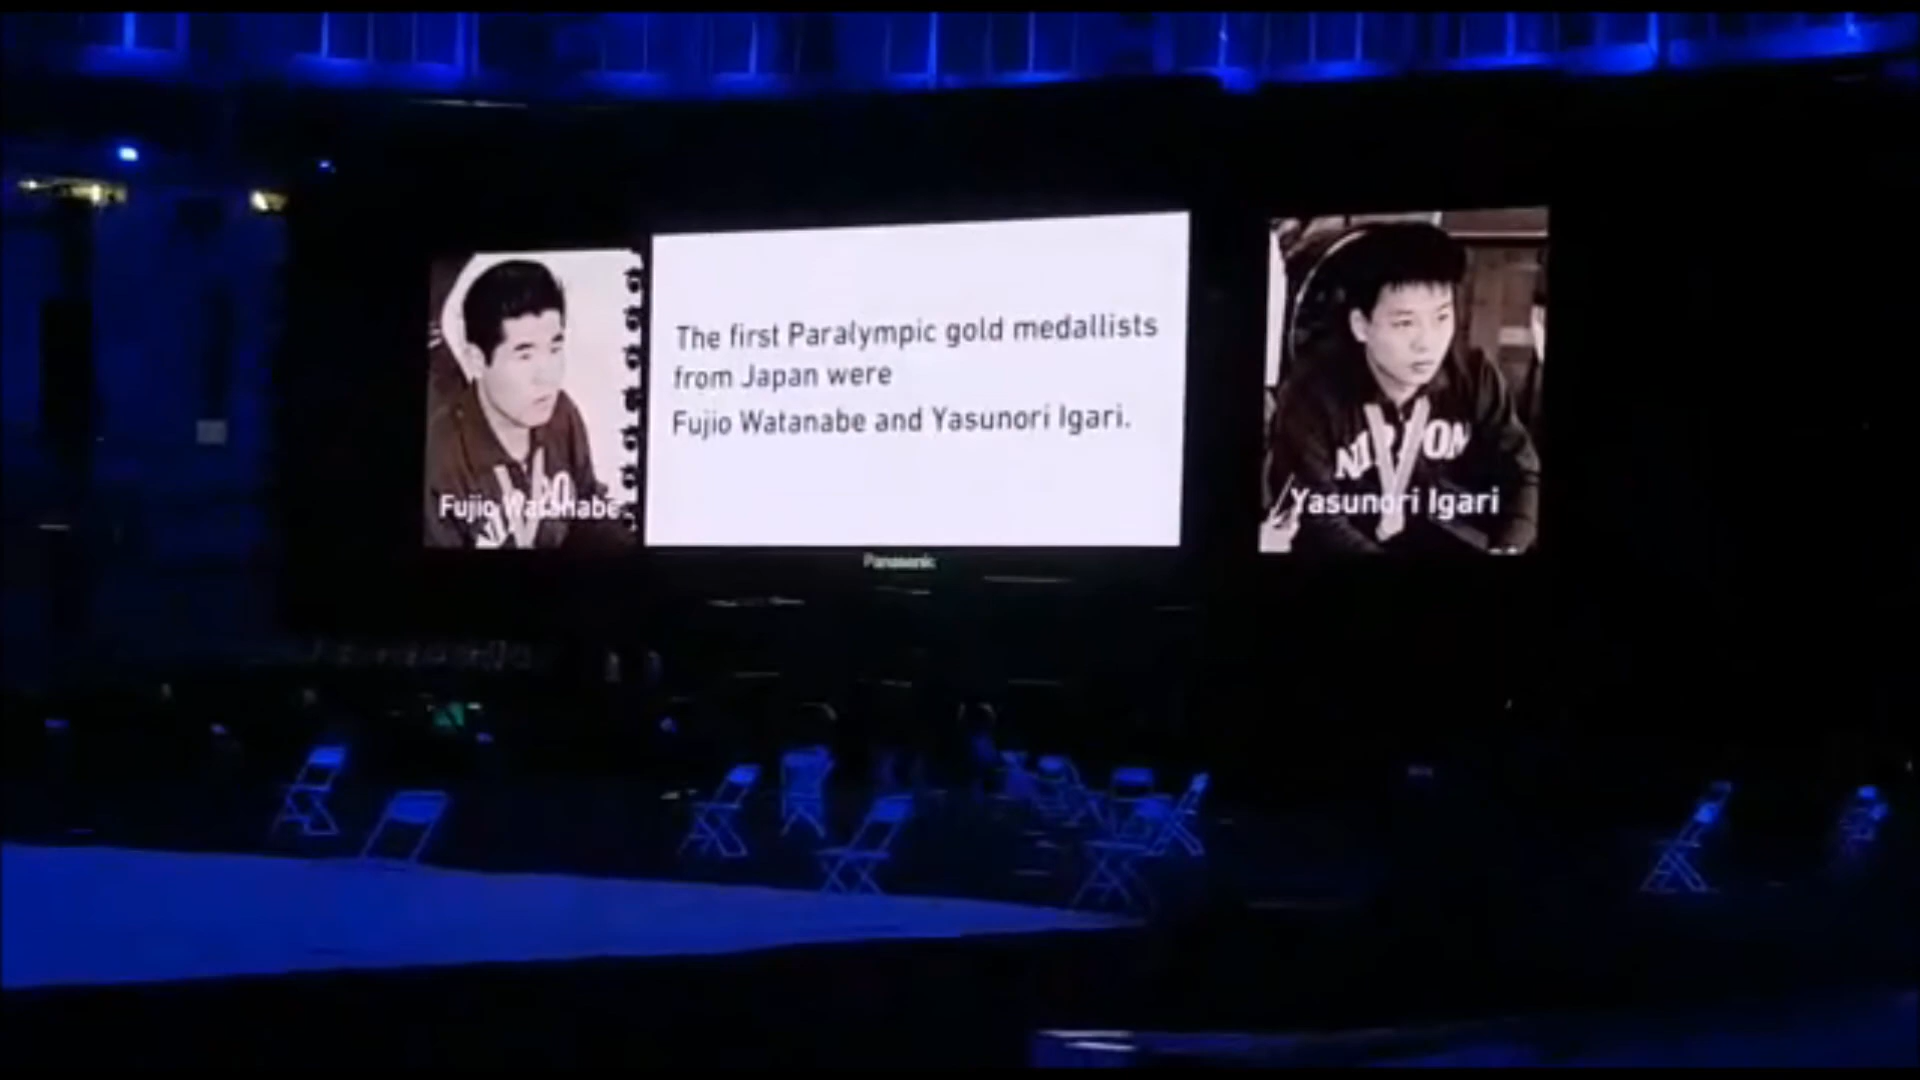 The first Paralympic gold medallists
from Japan were
Fujio Watanabe and Yasunori Igari.
Fujio Watanabe
Yasunori Igari
Panasonic